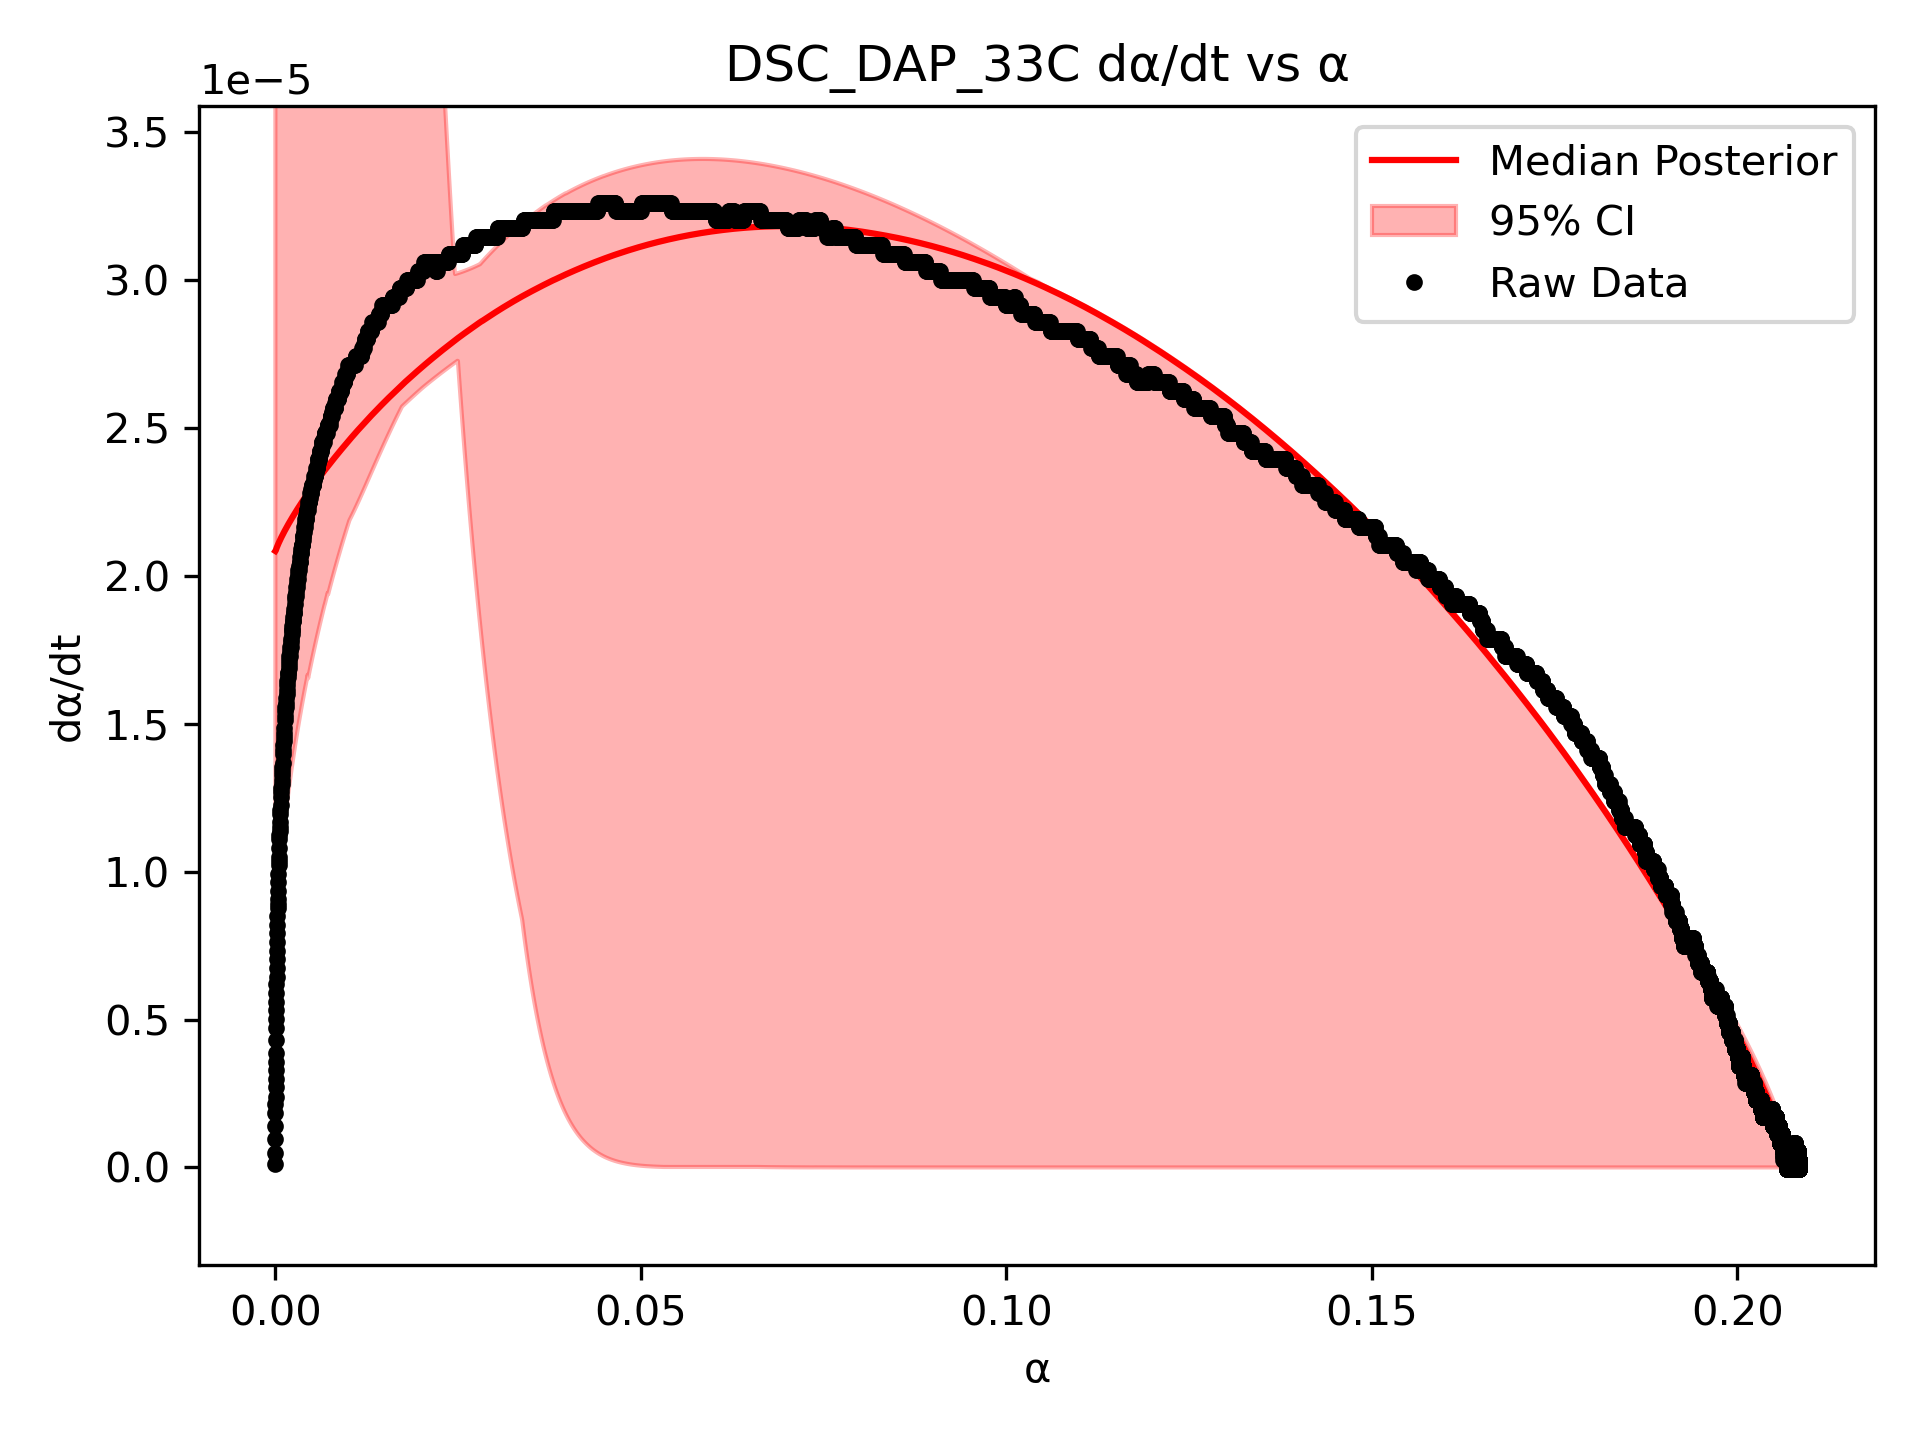 DSC_DAP_33C dα/dt vs α
1e−5
3.5
3.0
2.5
2.0
1.5
1.0
0.5
0.0
dα/dt
Median Posterior
95% CI
Raw Data
0.00 0.05 0.10 0.15 0.20
α